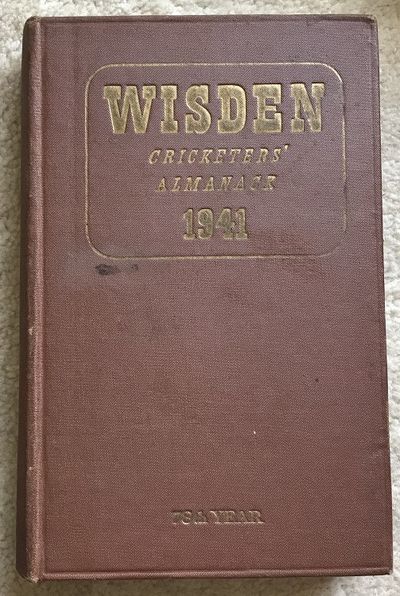 WISDEN
CRICKETERS'
ALMANACK
1941
78th YEAR